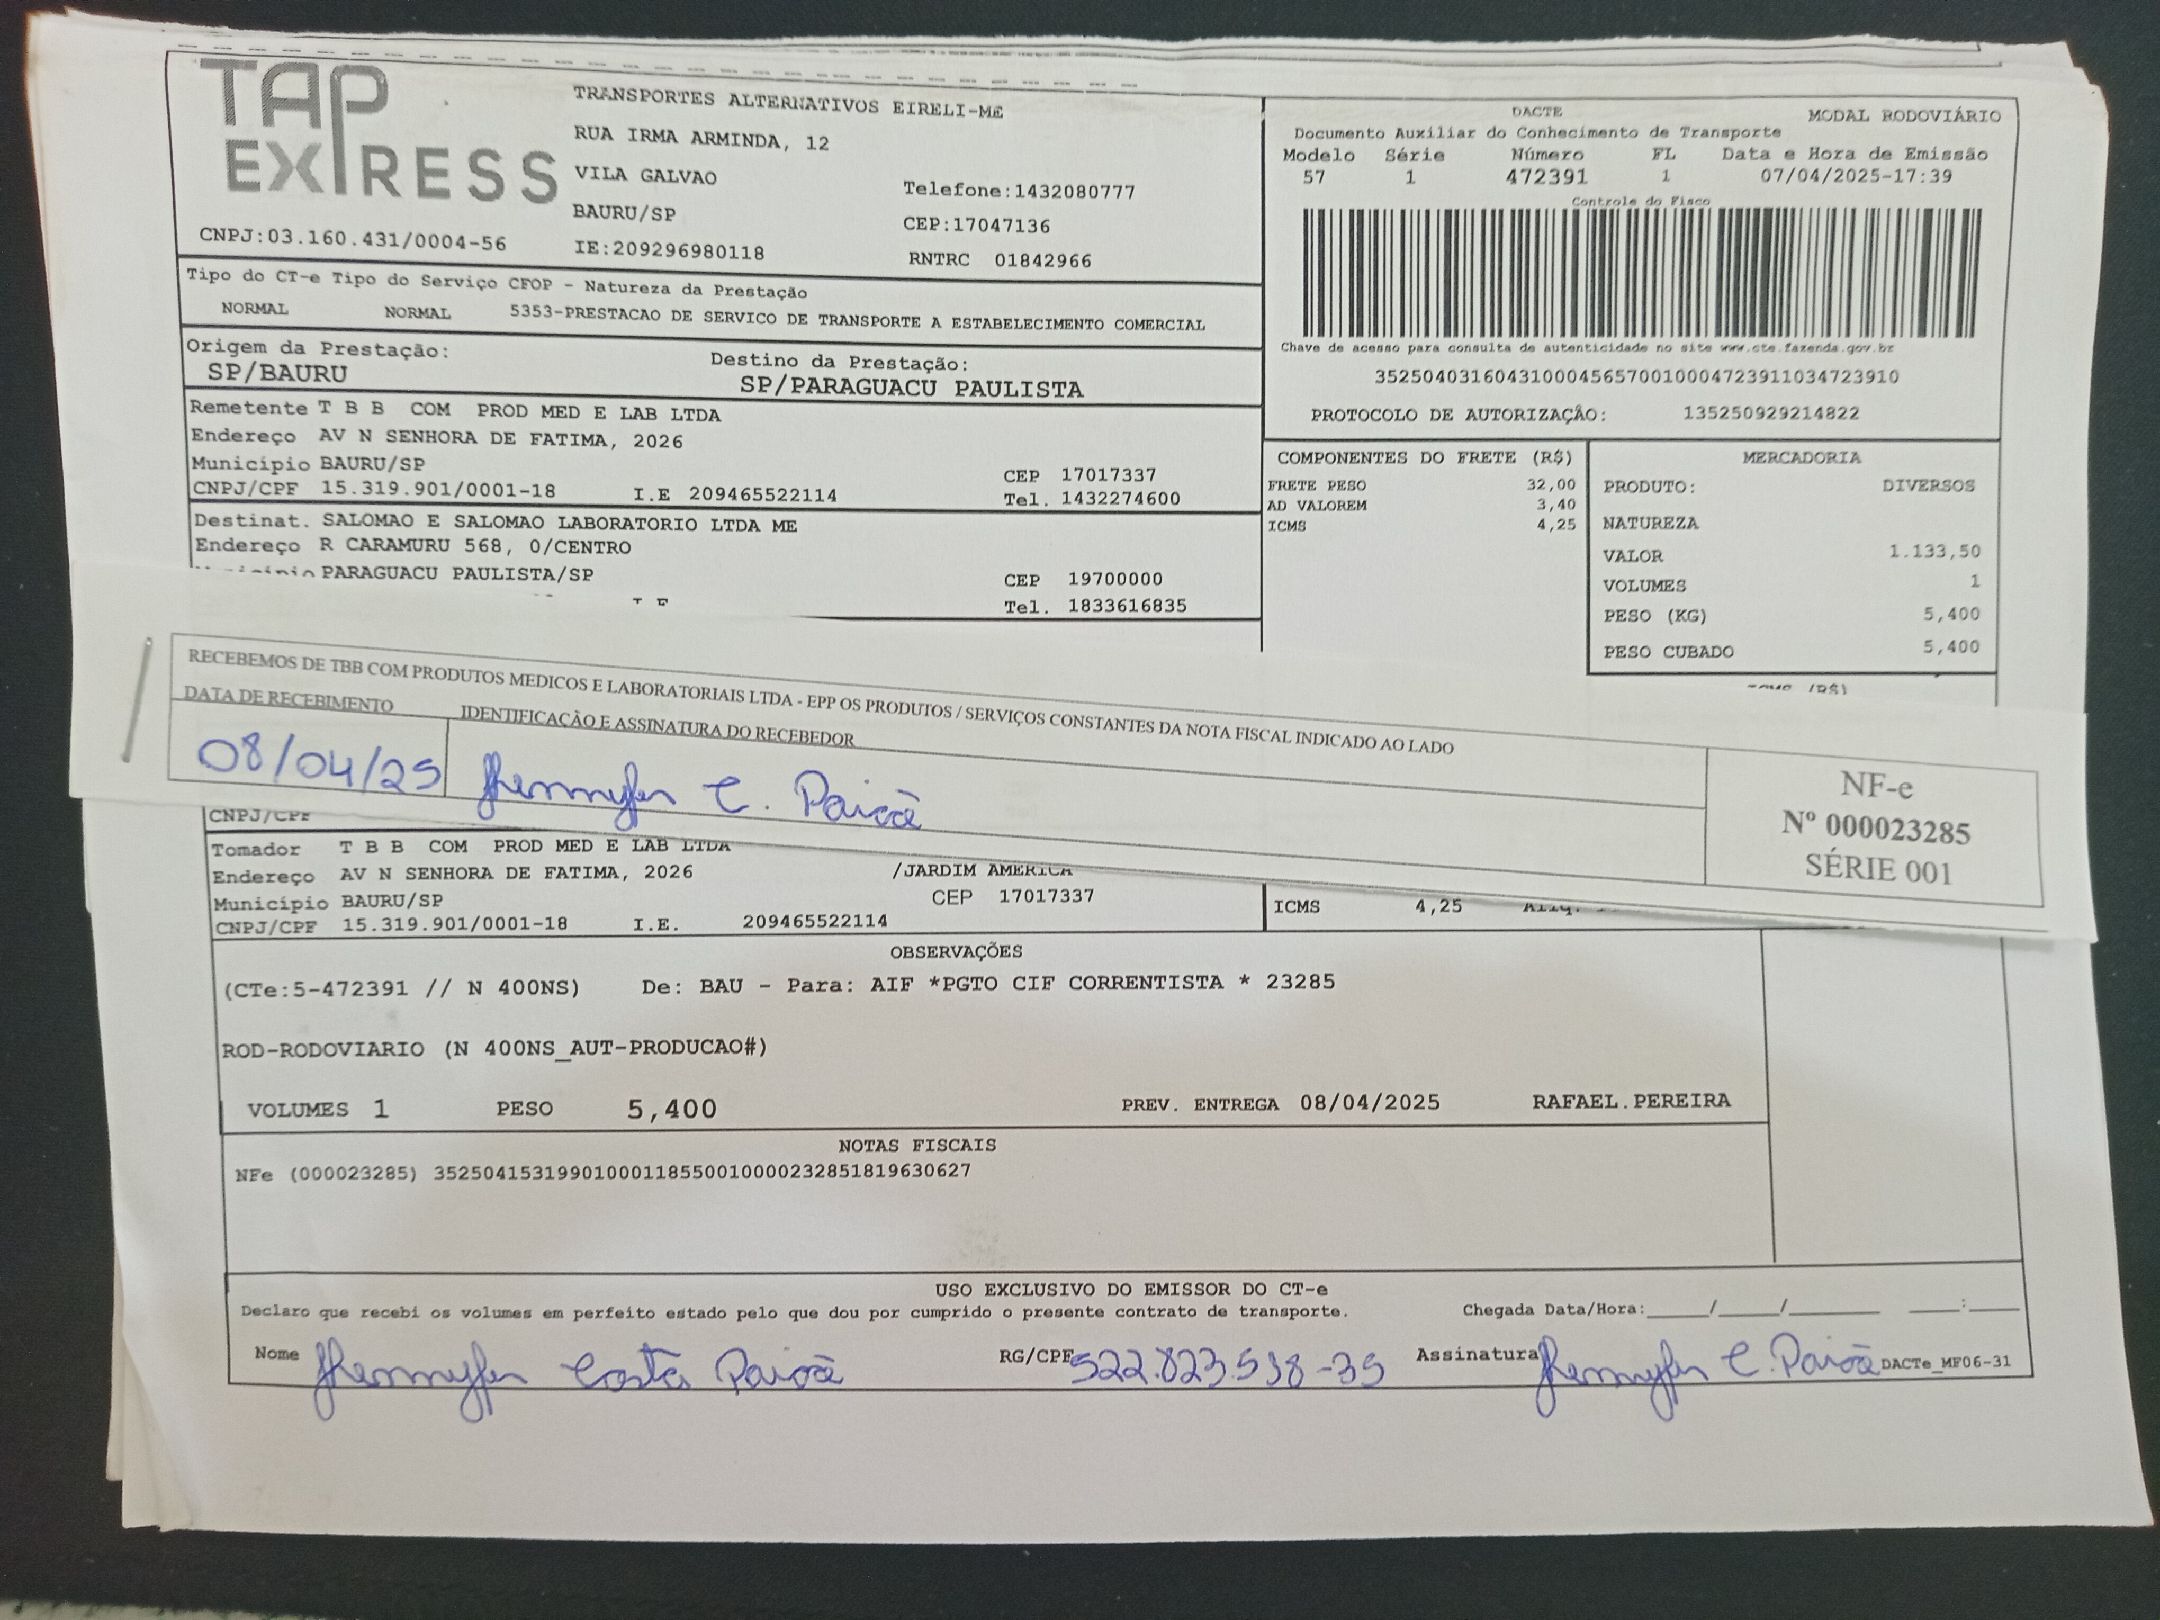 TAP EXPRESS
CNPJ:03.160.431/0004-56
TRANSPORTES ALTERNATIVOS EIRELI-ME
RUA IRMA ARMINDA, 12
VILA GALVAO
BAURU/SP
IE:209296980118
Telefone:1432080777
CEP:17047136
RNTRC 01842966
DACTE
MODAL RODOVIÁRIO
Documento Auxiliar do Conhecimento de Transporte
Modelo Série Número FL Data e Hora de Emissão
57 1 472391 1 07/04/2025-17:39
Controle do Fisco
Chave de acesso para consulta de autenticidade no site www.cte.fazenda.gov.br
35250403160431000456570010004723911034723910
PROTOCOLO DE AUTORIZAÇÃO: 135250929214822
Tipo do CT-e Tipo do Serviço CFOP - Natureza da Prestação
NORMAL NORMAL 5353-PRESTACAO DE SERVICO DE TRANSPORTE A ESTABELECIMENTO COMERCIAL
Origem da Prestação: Destino da Prestação:
SP/BAURU SP/PARAGUACU PAULISTA
Remetente T B B COM PROD MED E LAB LTDA
Endereço AV N SENHORA DE FATIMA, 2026
Município BAURU/SP CEP 17017337
CNPJ/CPF 15.319.901/0001-18 I.E 209465522114 Tel. 1432274600
Destinat. SALOMAO E SALOMAO LABORATORIO LTDA ME
Endereço R CARAMURU 568, 0/CENTRO
PARAGUACU PAULISTA/SP CEP 19700000
Tel. 1833616835
COMPONENTES DO FRETE (R$)
FRETE PESO 32,00
AD VALOREM 3,40
ICMS 4,25
MERCADORIA
PRODUTO: DIVERSOS
NATUREZA
VALOR 1.133,50
VOLUMES 1
PESO (KG) 5,400
PESO CUBADO 5,400
RECEBEMOS DE TBB COM PRODUTOS MEDICOS E LABORATORIAIS LTDA - EPP OS PRODUTOS / SERVIÇOS CONSTANTES DA NOTA FISCAL INDICADO AO LADO
DATA DE RECEBIMENTO IDENTIFICAÇÃO E ASSINATURA DO RECEBEDOR
08/04/25 Jhennyfer C. Paixão
NF-e
Nº 000023285
SÉRIE 001
CNPJ/CPF
Tomador T B B COM PROD MED E LAB LTDA
Endereço AV N SENHORA DE FATIMA, 2026 /JARDIM AMERICA
Município BAURU/SP CEP 17017337
CNPJ/CPF 15.319.901/0001-18 I.E. 209465522114
ICMS 4,25
OBSERVAÇÕES
(CTe:5-472391 // N 400NS) De: BAU - Para: AIF *PGTO CIF CORRENTISTA * 23285
ROD-RODOVIARIO (N 400NS_AUT-PRODUCAO#)
VOLUMES 1 PESO 5,400 PREV. ENTREGA 08/04/2025 RAFAEL.PEREIRA
NOTAS FISCAIS
NFe (000023285) 35250415319901000118550010000232851819630627
USO EXCLUSIVO DO EMISSOR DO CT-e
Declaro que recebi os volumes em perfeito estado pelo que dou por cumprido o presente contrato de transporte. Chegada Data/Hora:____/____/______ ___:___
Nome Jhennyfer Costa Paixão RG/CPF 522.823.538-35 Assinatura Jhennyfer C. Paixão DACTe_MF06-31